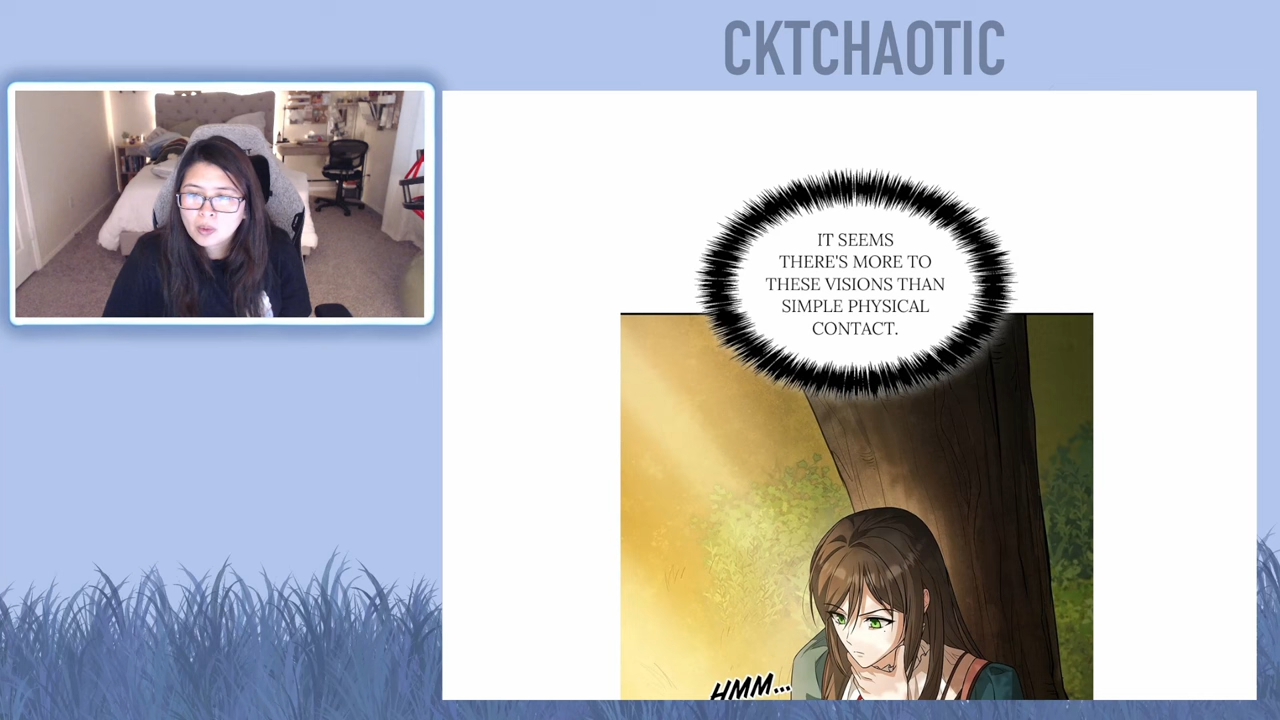 CKTCHAOTIC
IT SEEMS
THERE'S MORE TO
THESE VISIONS THAN
SIMPLE PHYSICAL
CONTACT.
HMM...